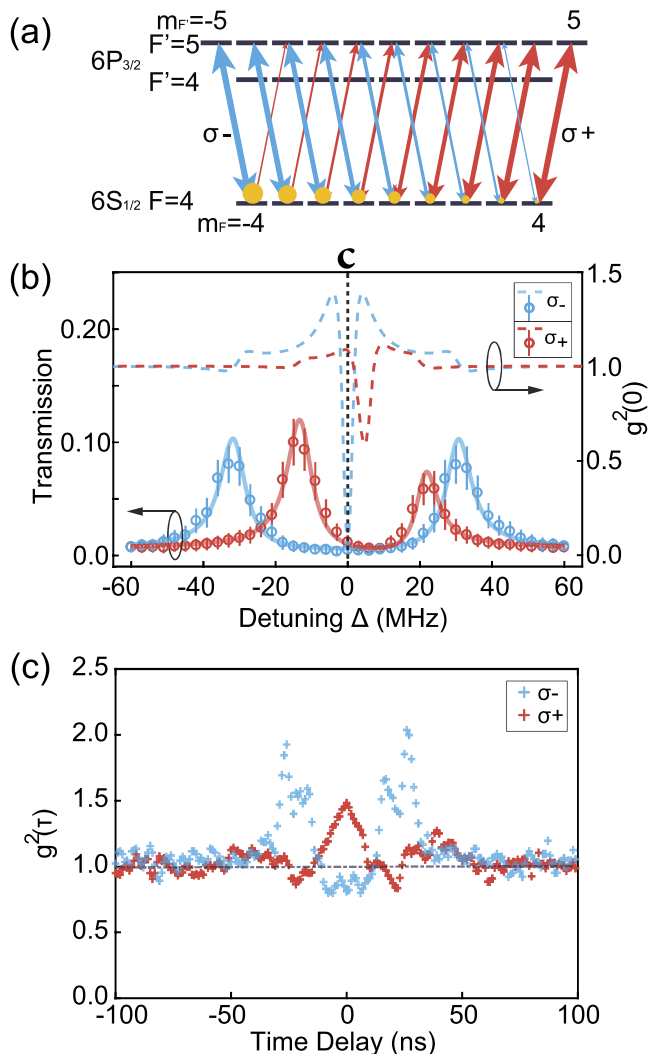 (a)
mF'=-5
5
6P3/2
F'=5
F'=4
σ-
σ+
6S1/2 F=4
mF=-4
4
(b)
c
1.5
0.20
σ-
σ+
Transmission
1.0
g²(0)
0.10
0.5
0.0
0.0
-60 -40 -20 0 20 40 60
Detuning Δ (MHz)
(c)
2.5
σ-
σ+
2.0
1.5
g²(τ)
1.0
0.5
0.0
-100 -50 0 50 100
Time Delay (ns)